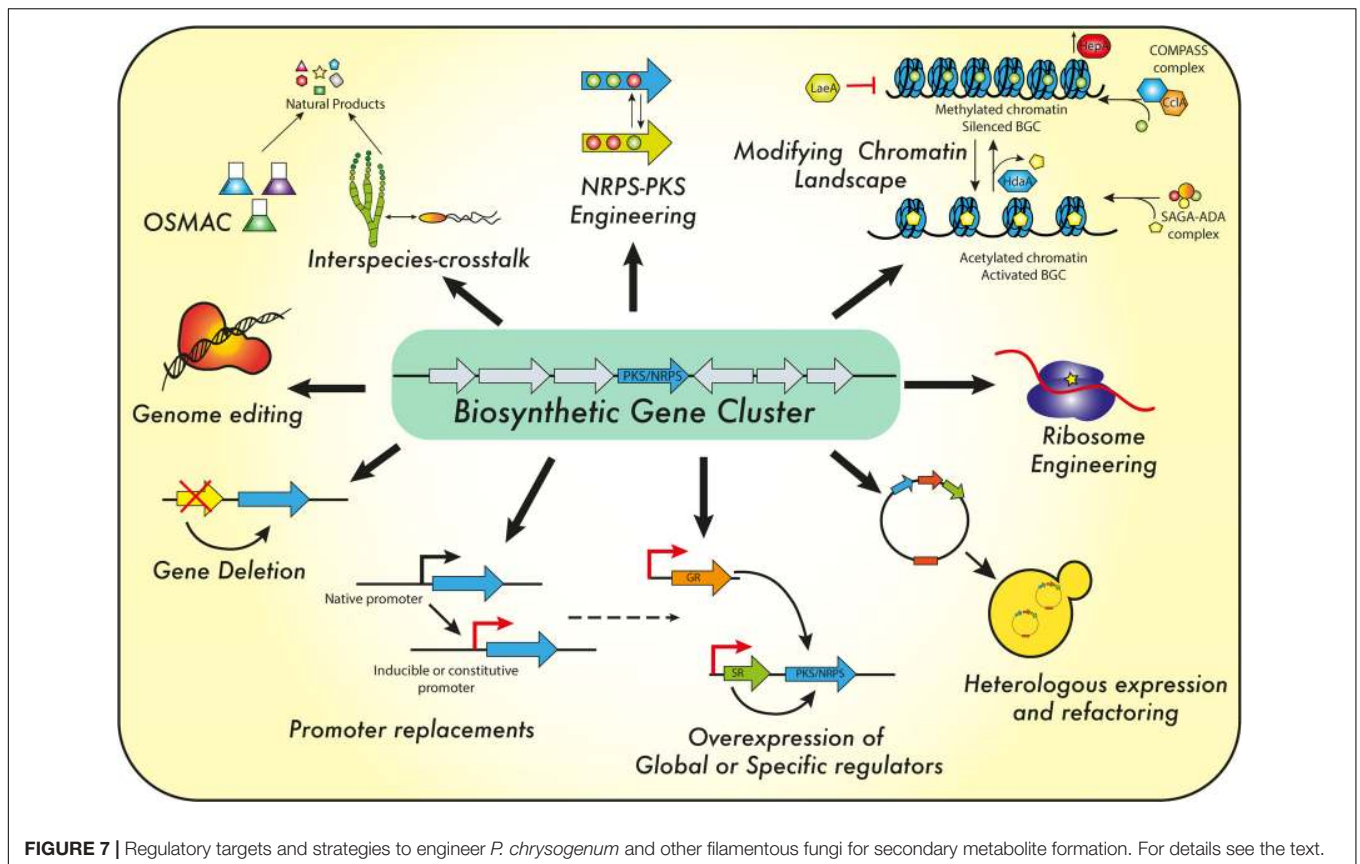 Natural Products
OSMAC
Interspecies-crosstalk
NRPS-PKS
Engineering
LaeA
HepA
COMPASS
complex
CclA
Methylated chromatin
Silenced BGC
Modifying Chromatin
Landscape
HdaA
SAGA-ADA
complex
Acetylated chromatin
Activated BGC
Genome editing
PKS/NRPS
Biosynthetic Gene Cluster
Ribosome
Engineering
Gene Deletion
Native promoter
Inducible or constitutive
promoter
Promoter replacements
GR
SR
PKS/NRPS
Overexpression of
Global or Specific regulators
Heterologous expression
and refactoring
FIGURE 7 | Regulatory targets and strategies to engineer P. chrysogenum and other filamentous fungi for secondary metabolite formation. For details see the text.